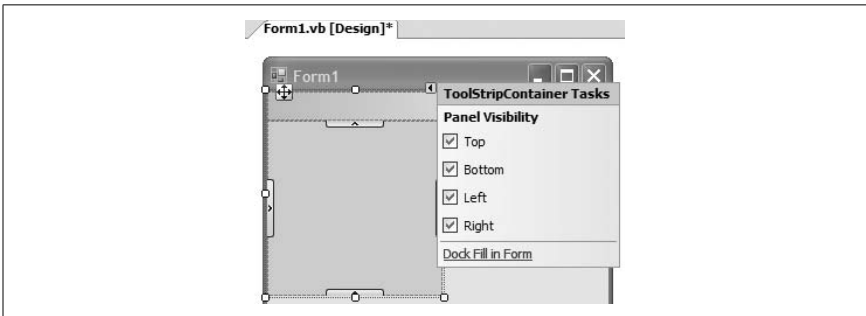 Form1.vb [Design]*
Form1
ToolStripContainer Tasks
Panel Visibility
Top
Bottom
Left
Right
Dock Fill in Form